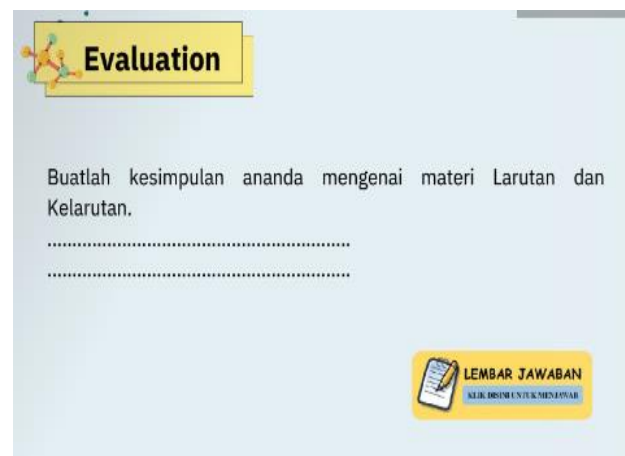 Evaluation
Buatlah kesimpulan ananda mengenai materi Larutan dan
Kelarutan.
............................................................
............................................................
LEMBAR JAWABAN
KLIK DISINI UNTUK MENJAWAB